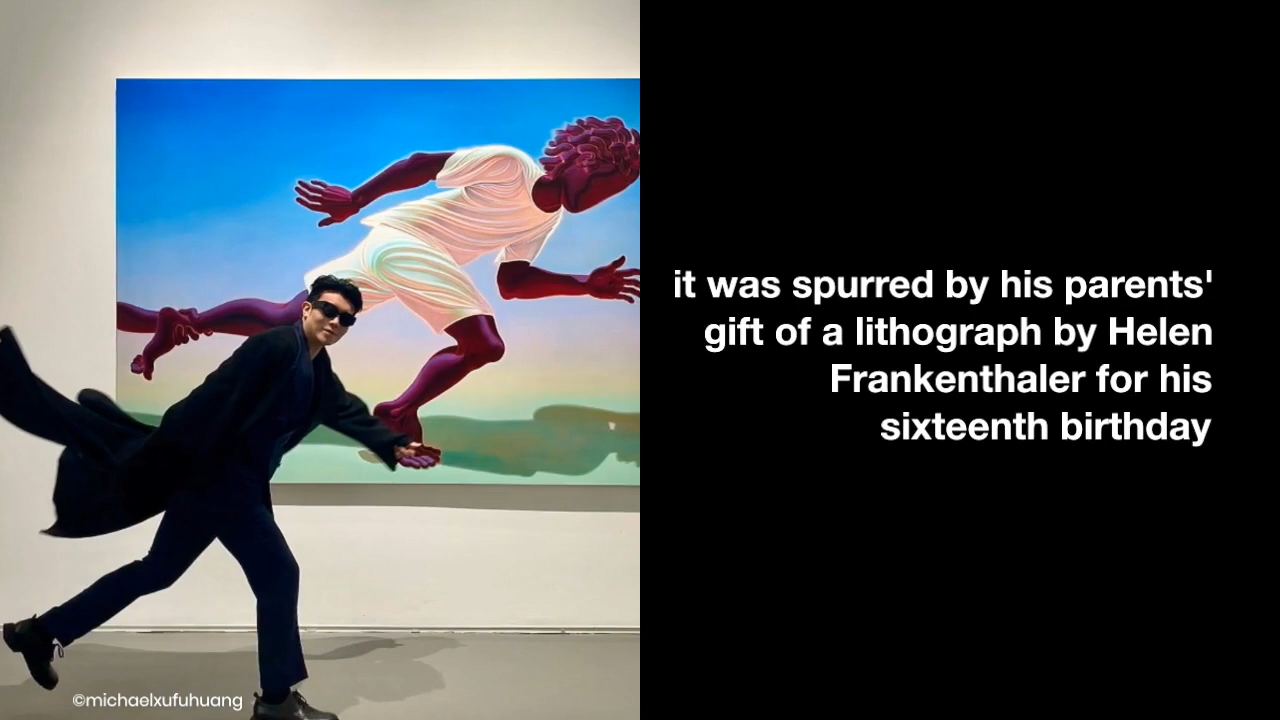 it was spurred by his parents'
gift of a lithograph by Helen
Frankenthaler for his
sixteenth birthday
©michaelxufuhuang